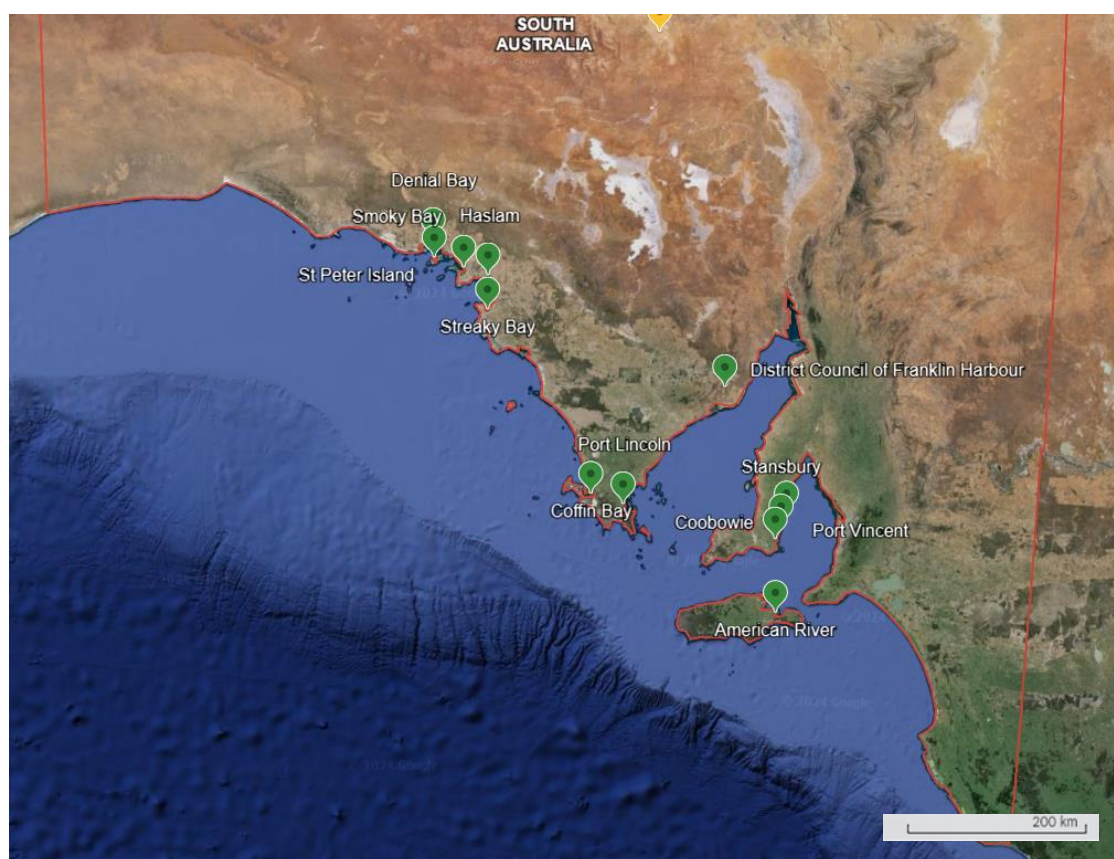 SOUTH
AUSTRALIA
Denial Bay
Smoky Bay
Haslam
St Peter Island
Streaky Bay
District Council of Franklin Harbour
Port Lincoln
Stansbury
Coffin Bay
Coobowie
Port Vincent
American River
200 km